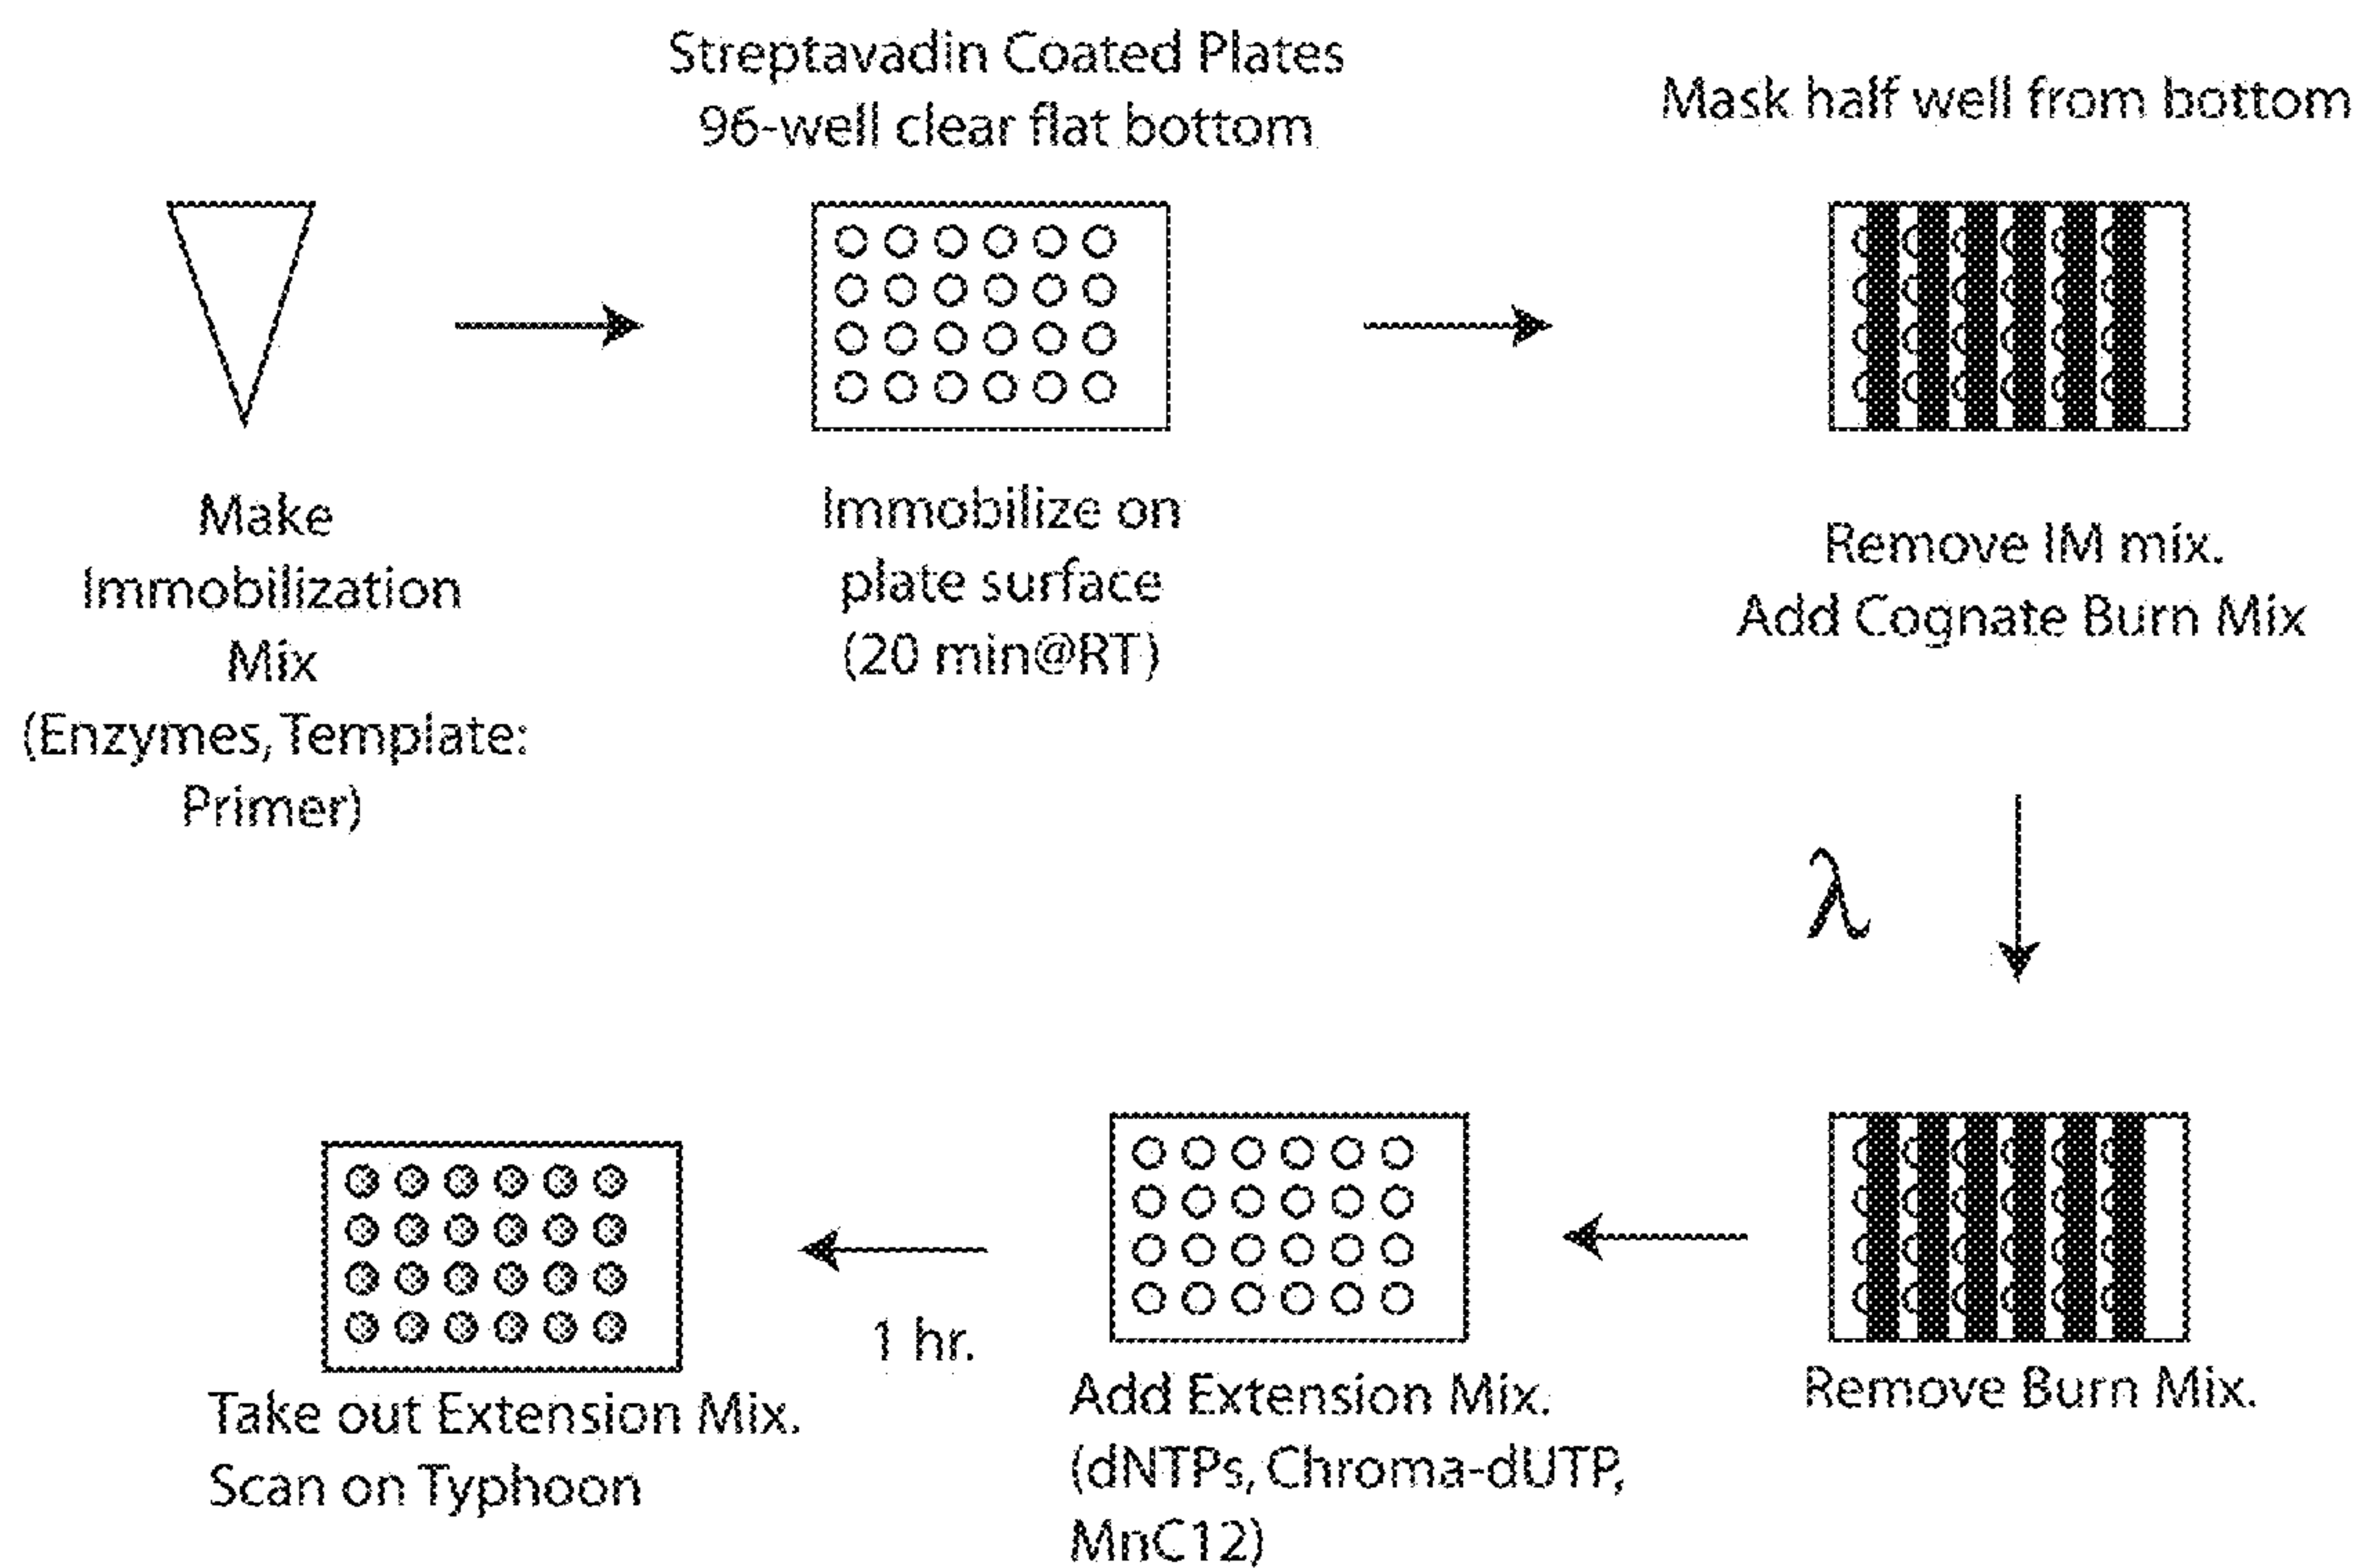 Streptavadin Coated Plates
96-well clear flat bottom
Mask half well from bottom
Make
Immobilization
Mix
(Enzymes, Template:
Primer)
Immobilize on
plate surface
(20 min@RT)
Remove IM mix.
Add Cognate Burn Mix
λ
Remove Burn Mix.
Add Extension Mix.
(dNTPs, Chroma-dUTP,
MnC12)
1 hr.
Take out Extension Mix.
Scan on Typhoon